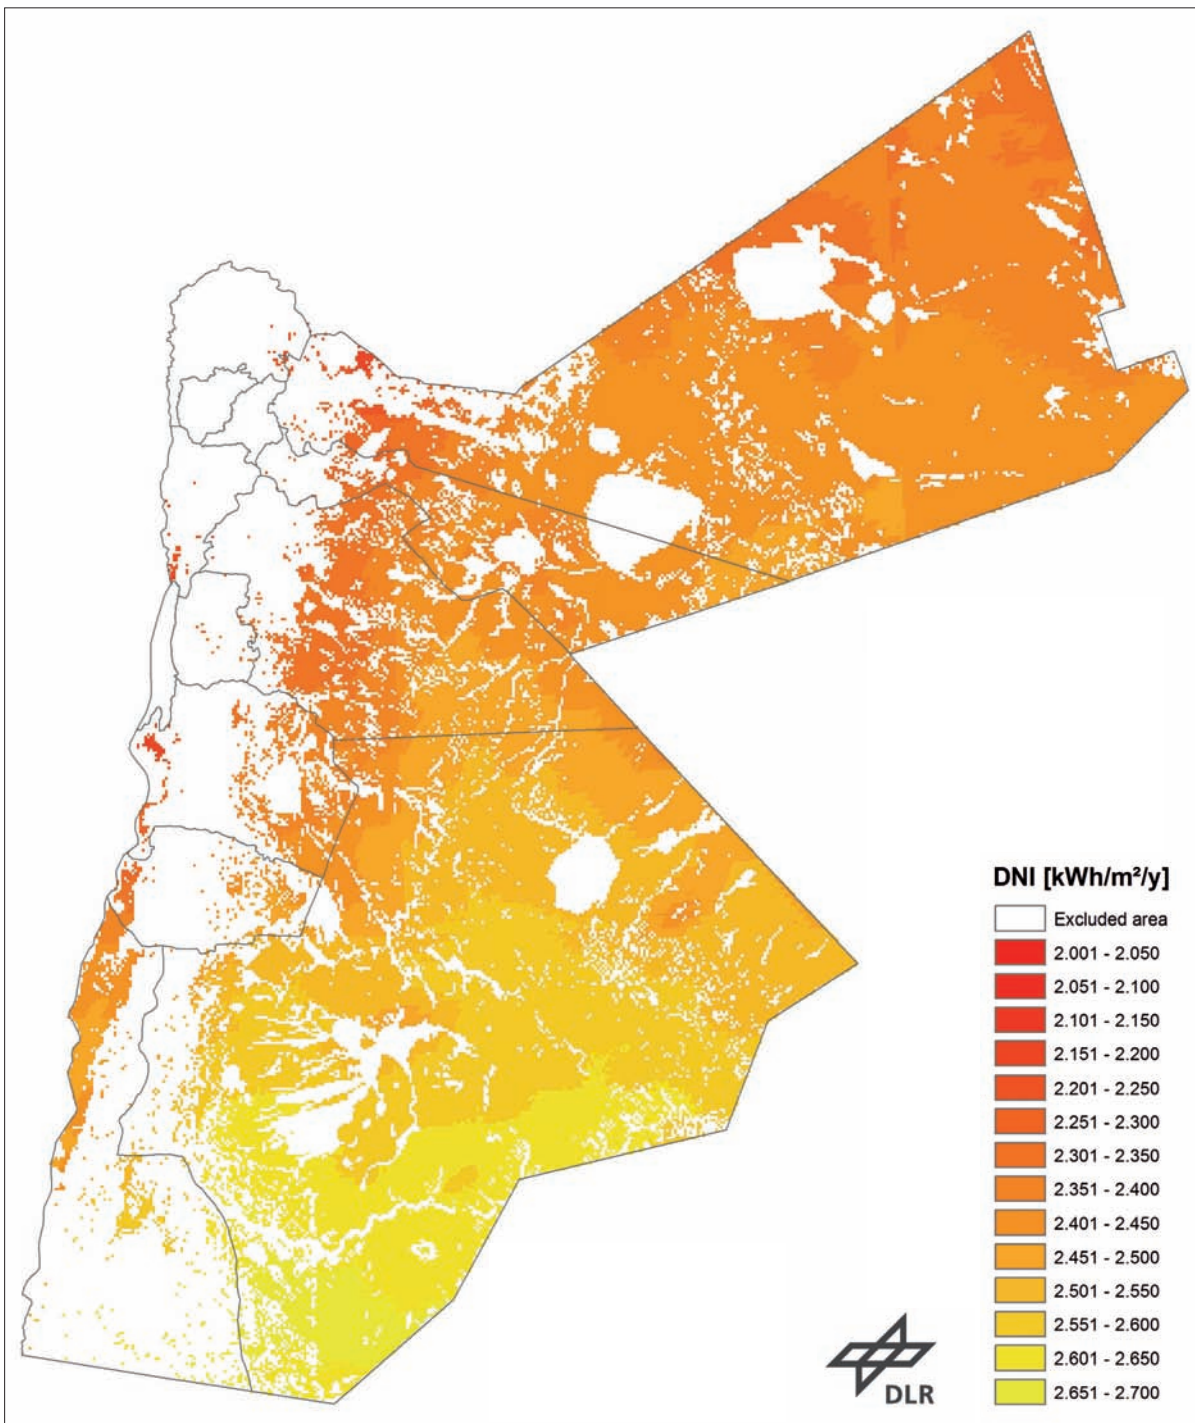 DNI [kWh/m²/y]
Excluded area
2.001 - 2.050
2.051 - 2.100
2.101 - 2.150
2.151 - 2.200
2.201 - 2.250
2.251 - 2.300
2.301 - 2.350
2.351 - 2.400
2.401 - 2.450
2.451 - 2.500
2.501 - 2.550
2.551 - 2.600
2.601 - 2.650
2.651 - 2.700
DLR